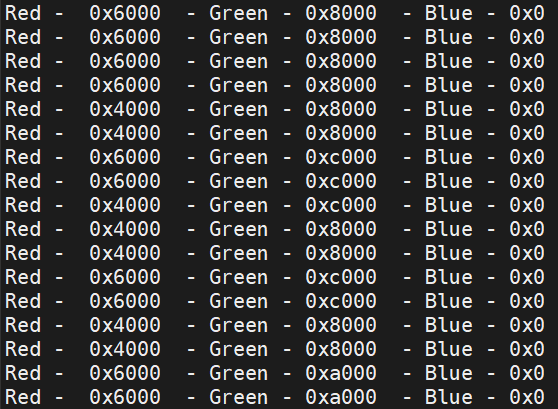 Red -  0x6000  - Green - 0x8000  - Blue - 0x0
Red -  0x6000  - Green - 0x8000  - Blue - 0x0
Red -  0x6000  - Green - 0x8000  - Blue - 0x0
Red -  0x6000  - Green - 0x8000  - Blue - 0x0
Red -  0x4000  - Green - 0x8000  - Blue - 0x0
Red -  0x4000  - Green - 0x8000  - Blue - 0x0
Red -  0x6000  - Green - 0xc000  - Blue - 0x0
Red -  0x6000  - Green - 0xc000  - Blue - 0x0
Red -  0x4000  - Green - 0xc000  - Blue - 0x0
Red -  0x4000  - Green - 0x8000  - Blue - 0x0
Red -  0x4000  - Green - 0x8000  - Blue - 0x0
Red -  0x6000  - Green - 0xc000  - Blue - 0x0
Red -  0x6000  - Green - 0xc000  - Blue - 0x0
Red -  0x4000  - Green - 0x8000  - Blue - 0x0
Red -  0x4000  - Green - 0x8000  - Blue - 0x0
Red -  0x6000  - Green - 0xa000  - Blue - 0x0
Red -  0x6000  - Green - 0xa000  - Blue - 0x0